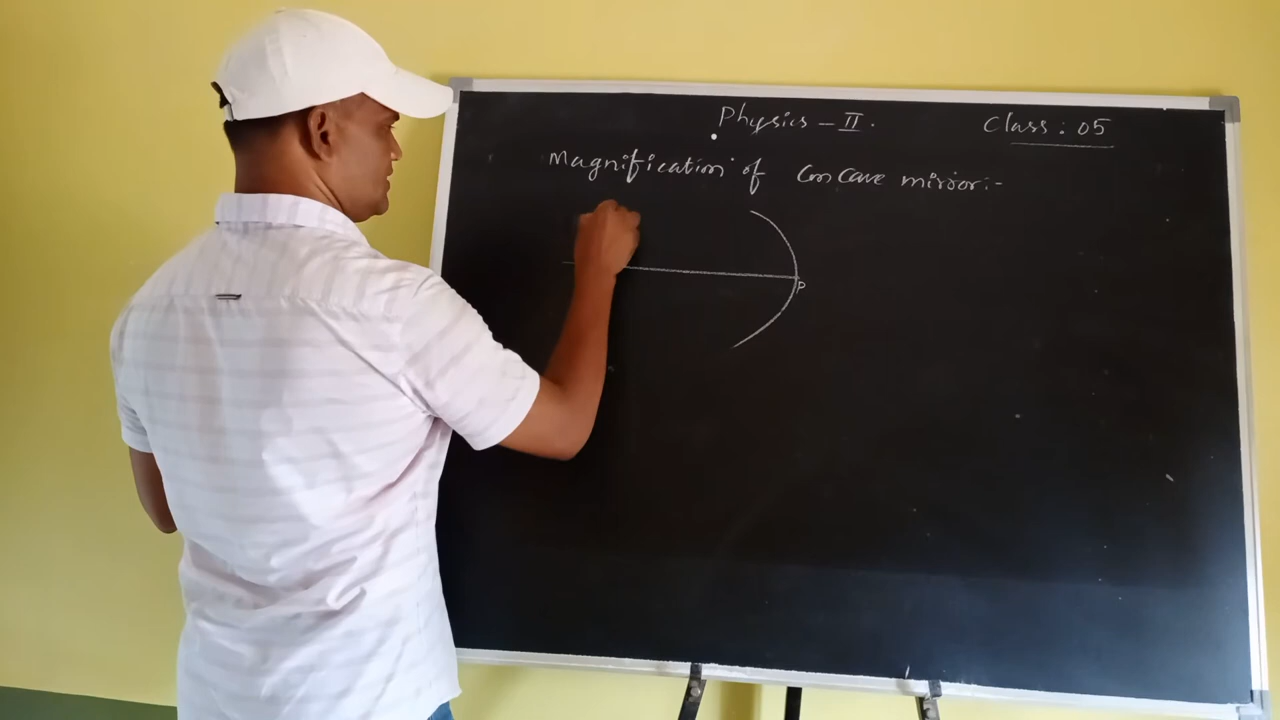 Physics - II.
Class : 05
Magnification of Concave mirror:-
P